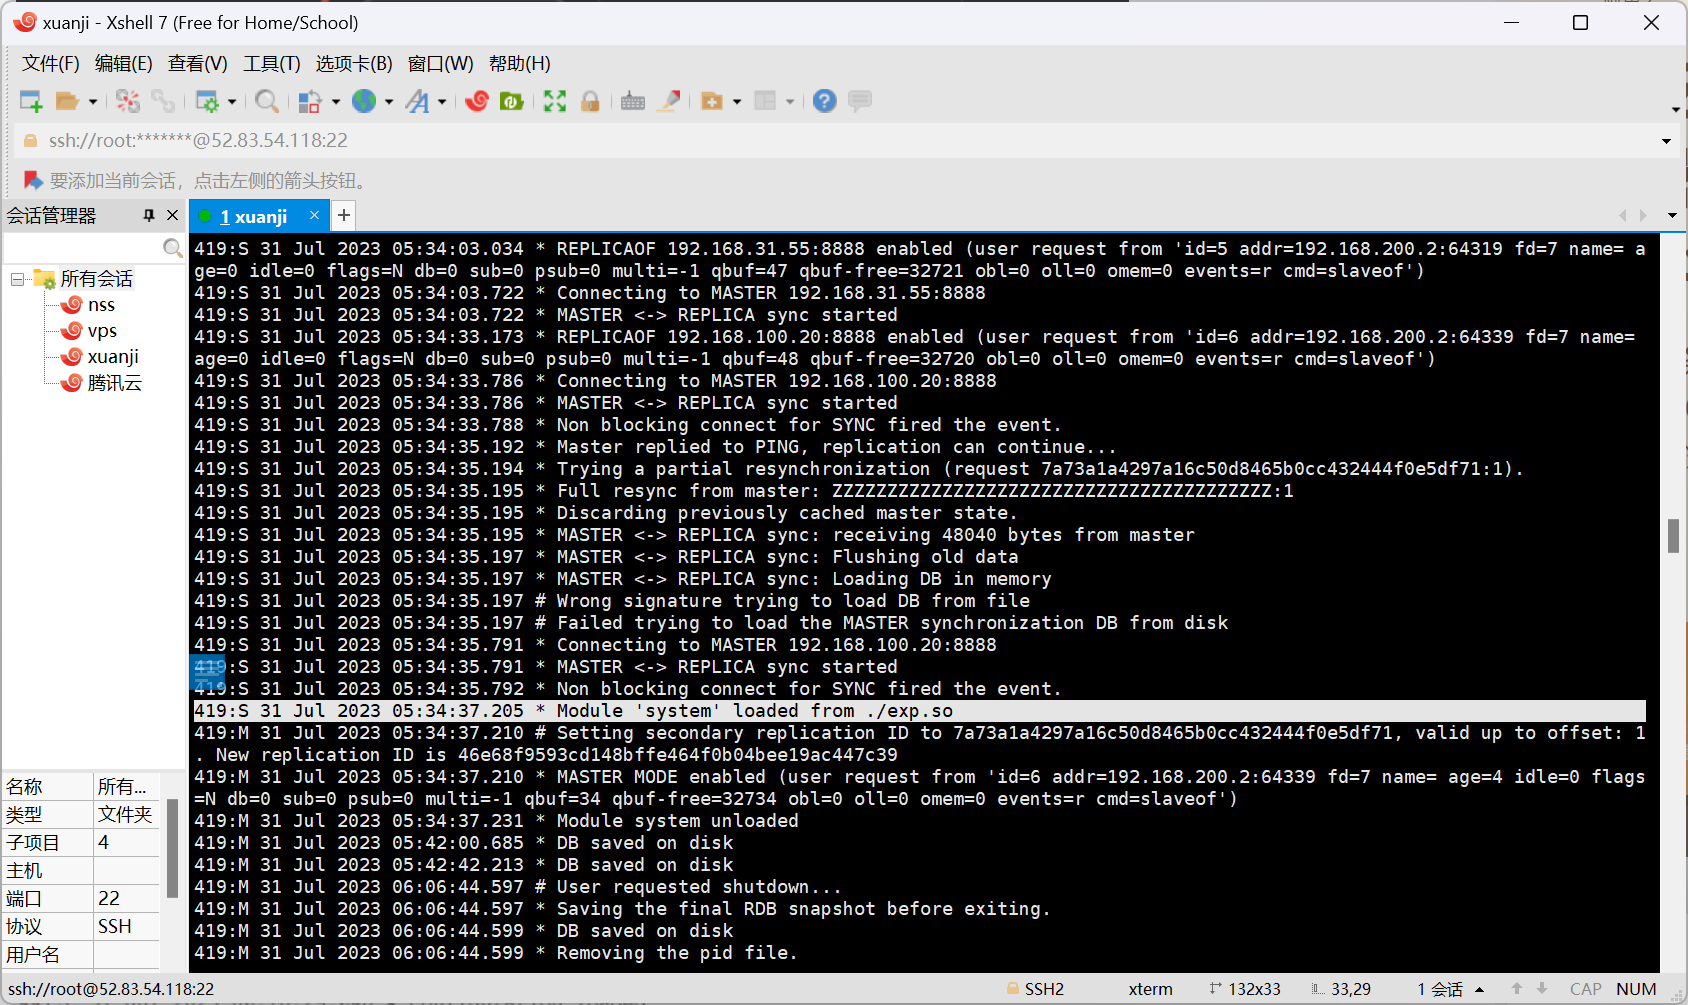 xuanji - Xshell 7 (Free for Home/School)
文件(F) 编辑(E) 查看(V) 工具(T) 选项卡(B) 窗口(W) 帮助(H)
ssh://root:*******@52.83.54.118:22
要添加当前会话，点击左侧的箭头按钮。
会话管理器
1 xuanji
所有会话
nss
vps
xuanji
腾讯云
名称 所有...
类型 文件夹
子项目 4
主机
端口 22
协议 SSH
用户名
419:S 31 Jul 2023 05:34:03.034 * REPLICAOF 192.168.31.55:8888 enabled (user request from 'id=5 addr=192.168.200.2:64319 fd=7 name= a
ge=0 idle=0 flags=N db=0 sub=0 psub=0 multi=-1 qbuf=47 qbuf-free=32721 obl=0 oll=0 omem=0 events=r cmd=slaveof')
419:S 31 Jul 2023 05:34:03.722 * Connecting to MASTER 192.168.31.55:8888
419:S 31 Jul 2023 05:34:03.722 * MASTER <-> REPLICA sync started
419:S 31 Jul 2023 05:34:33.173 * REPLICAOF 192.168.100.20:8888 enabled (user request from 'id=6 addr=192.168.200.2:64339 fd=7 name=
age=0 idle=0 flags=N db=0 sub=0 psub=0 multi=-1 qbuf=48 qbuf-free=32720 obl=0 oll=0 omem=0 events=r cmd=slaveof')
419:S 31 Jul 2023 05:34:33.786 * Connecting to MASTER 192.168.100.20:8888
419:S 31 Jul 2023 05:34:33.786 * MASTER <-> REPLICA sync started
419:S 31 Jul 2023 05:34:33.788 * Non blocking connect for SYNC fired the event.
419:S 31 Jul 2023 05:34:35.192 * Master replied to PING, replication can continue...
419:S 31 Jul 2023 05:34:35.194 * Trying a partial resynchronization (request 7a73a1a4297a16c50d8465b0cc432444f0e5df71:1).
419:S 31 Jul 2023 05:34:35.195 * Full resync from master: ZZZZZZZZZZZZZZZZZZZZZZZZZZZZZZZZZZZZZZZZ:1
419:S 31 Jul 2023 05:34:35.195 * Discarding previously cached master state.
419:S 31 Jul 2023 05:34:35.195 * MASTER <-> REPLICA sync: receiving 48040 bytes from master
419:S 31 Jul 2023 05:34:35.197 * MASTER <-> REPLICA sync: Flushing old data
419:S 31 Jul 2023 05:34:35.197 * MASTER <-> REPLICA sync: Loading DB in memory
419:S 31 Jul 2023 05:34:35.197 # Wrong signature trying to load DB from file
419:S 31 Jul 2023 05:34:35.197 # Failed trying to load the MASTER synchronization DB from disk
419:S 31 Jul 2023 05:34:35.791 * Connecting to MASTER 192.168.100.20:8888
419:S 31 Jul 2023 05:34:35.791 * MASTER <-> REPLICA sync started
419:S 31 Jul 2023 05:34:35.792 * Non blocking connect for SYNC fired the event.
419:S 31 Jul 2023 05:34:37.205 * Module 'system' loaded from ./exp.so
419:M 31 Jul 2023 05:34:37.210 # Setting secondary replication ID to 7a73a1a4297a16c50d8465b0cc432444f0e5df71, valid up to offset: 1
. New replication ID is 46e68f9593cd148bffe464f0b04bee19ac447c39
419:M 31 Jul 2023 05:34:37.210 * MASTER MODE enabled (user request from 'id=6 addr=192.168.200.2:64339 fd=7 name= age=4 idle=0 flags
=N db=0 sub=0 psub=0 multi=-1 qbuf=34 qbuf-free=32734 obl=0 oll=0 omem=0 events=r cmd=slaveof')
419:M 31 Jul 2023 05:34:37.231 * Module system unloaded
419:M 31 Jul 2023 05:42:00.685 * DB saved on disk
419:M 31 Jul 2023 05:42:42.213 * DB saved on disk
419:M 31 Jul 2023 06:06:44.597 # User requested shutdown...
419:M 31 Jul 2023 06:06:44.597 * Saving the final RDB snapshot before exiting.
419:M 31 Jul 2023 06:06:44.599 * DB saved on disk
419:M 31 Jul 2023 06:06:44.599 * Removing the pid file.
ssh://root@52.83.54.118:22 SSH2 xterm 132x33 33,29 1 会话 CAP NUM